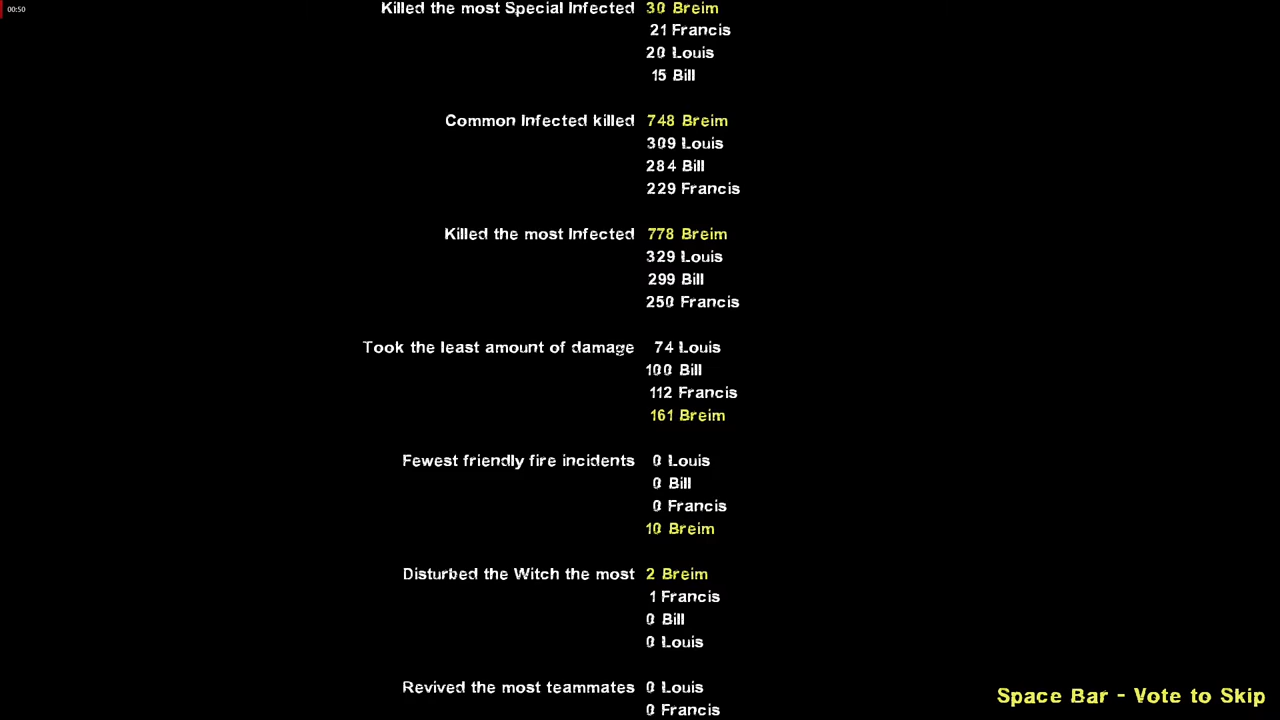 00:50
Killed the most Special Infected 30 Breim
21 Francis
20 Louis
15 Bill
Common Infected killed 748 Breim
309 Louis
284 Bill
229 Francis
Killed the most Infected 778 Breim
329 Louis
299 Bill
250 Francis
Took the least amount of damage 74 Louis
100 Bill
112 Francis
161 Breim
Fewest friendly fire incidents 0 Louis
0 Bill
0 Francis
10 Breim
Disturbed the Witch the most 2 Breim
1 Francis
0 Bill
0 Louis
Revived the most teammates 0 Louis
0 Francis
Space Bar - Vote to Skip